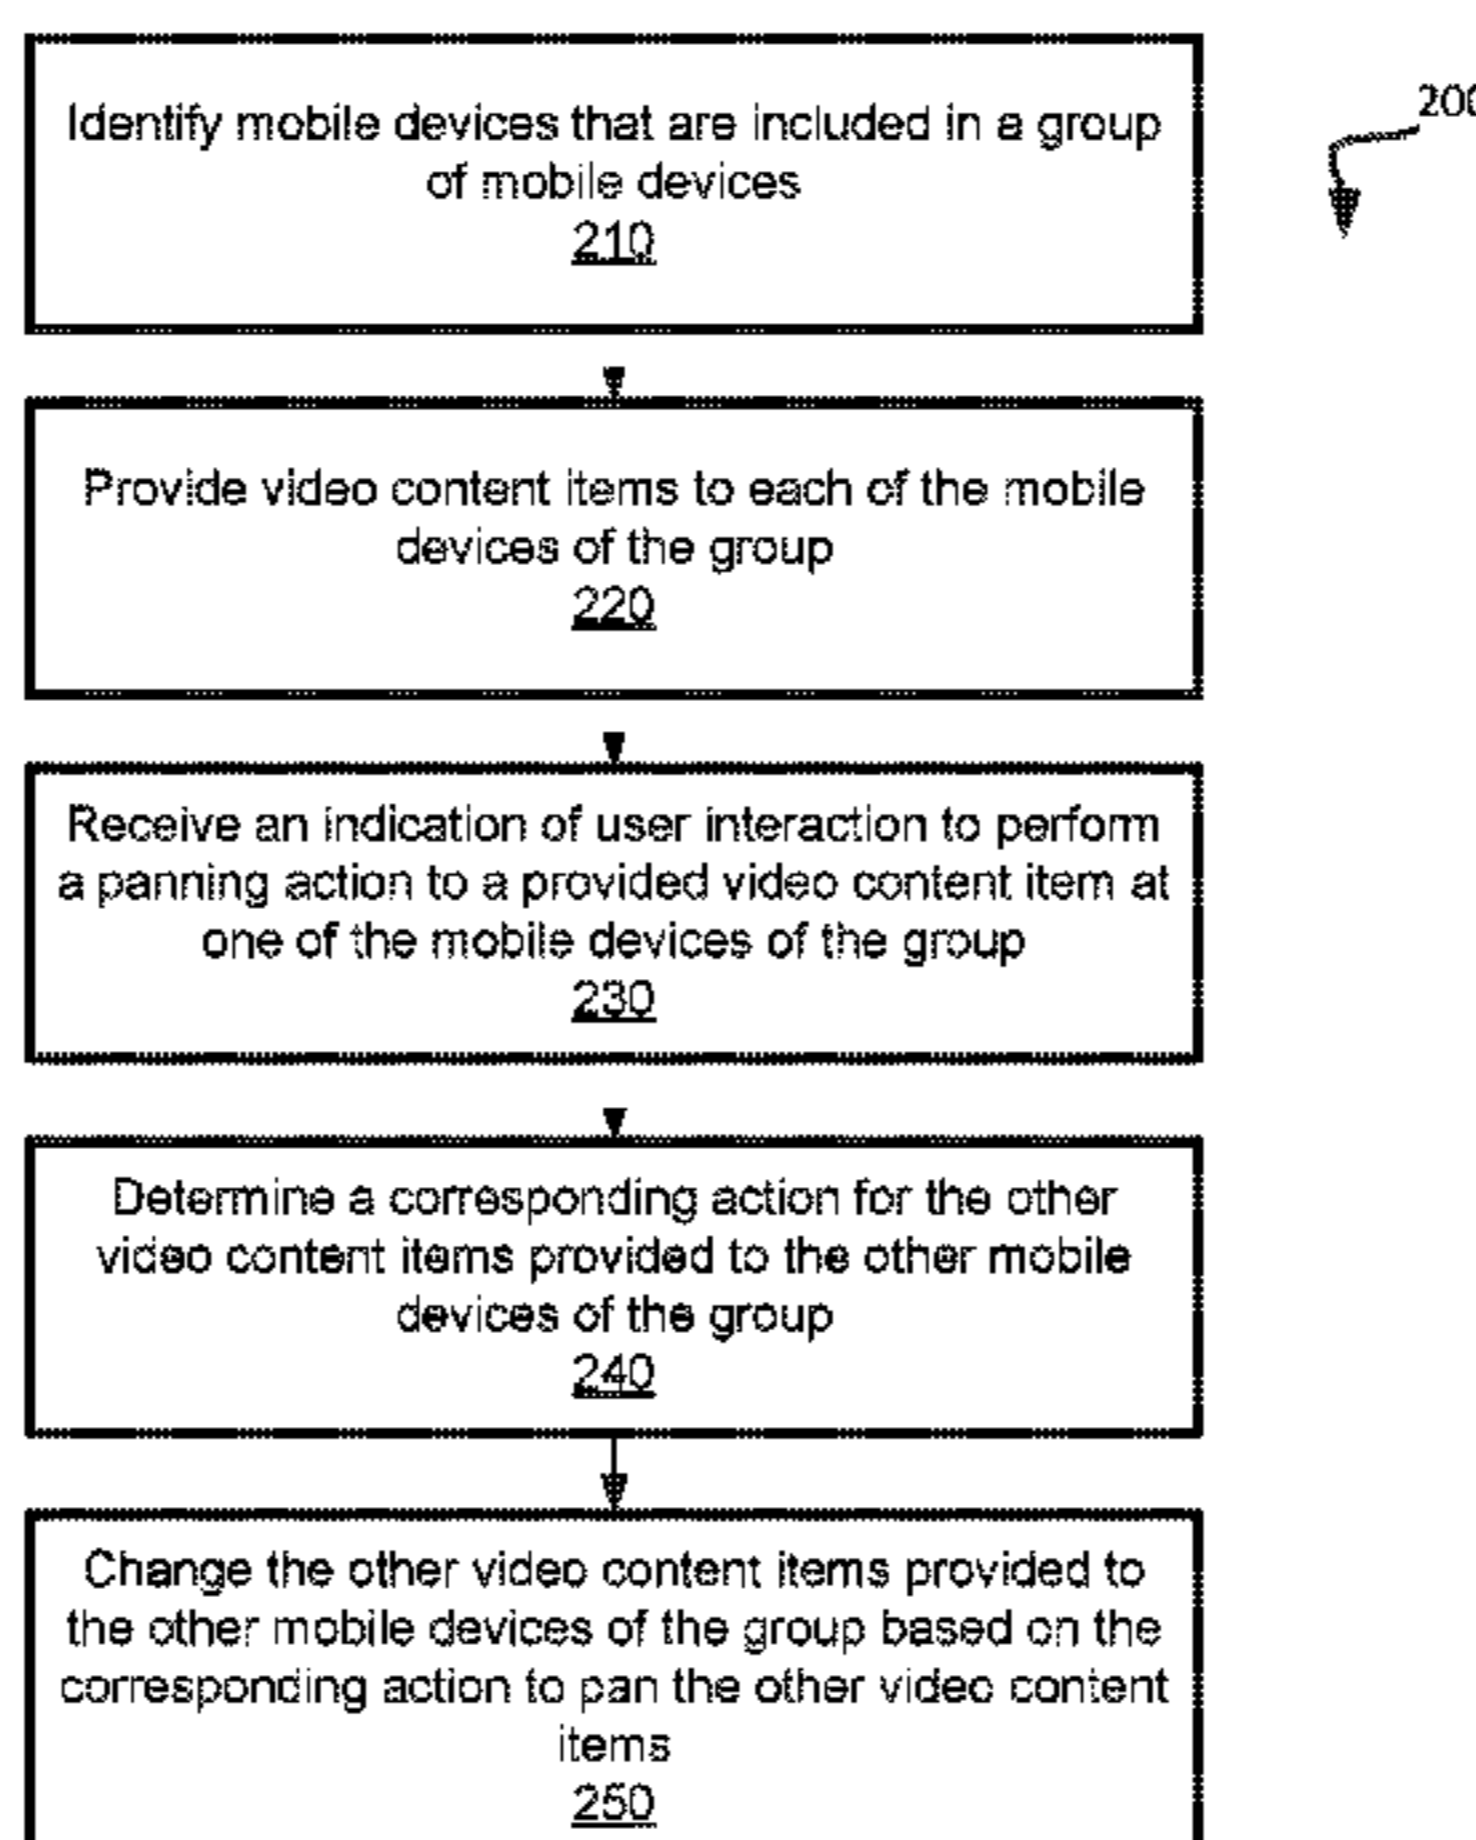 Identify mobile devices that are included in a group
of mobile devices
210
200
Provide video content items to each of the mobile
devices of the group
220
Receive an indication of user interaction to perform
a panning action to a provided video content item at
one of the mobile devices of the group
230
Determine a corresponding action for the other
video content items provided to the other mobile
devices of the group
240
Change the other video content items provided to
the other mobile devices of the group based on the
corresponding action to pan the other video content
items
250